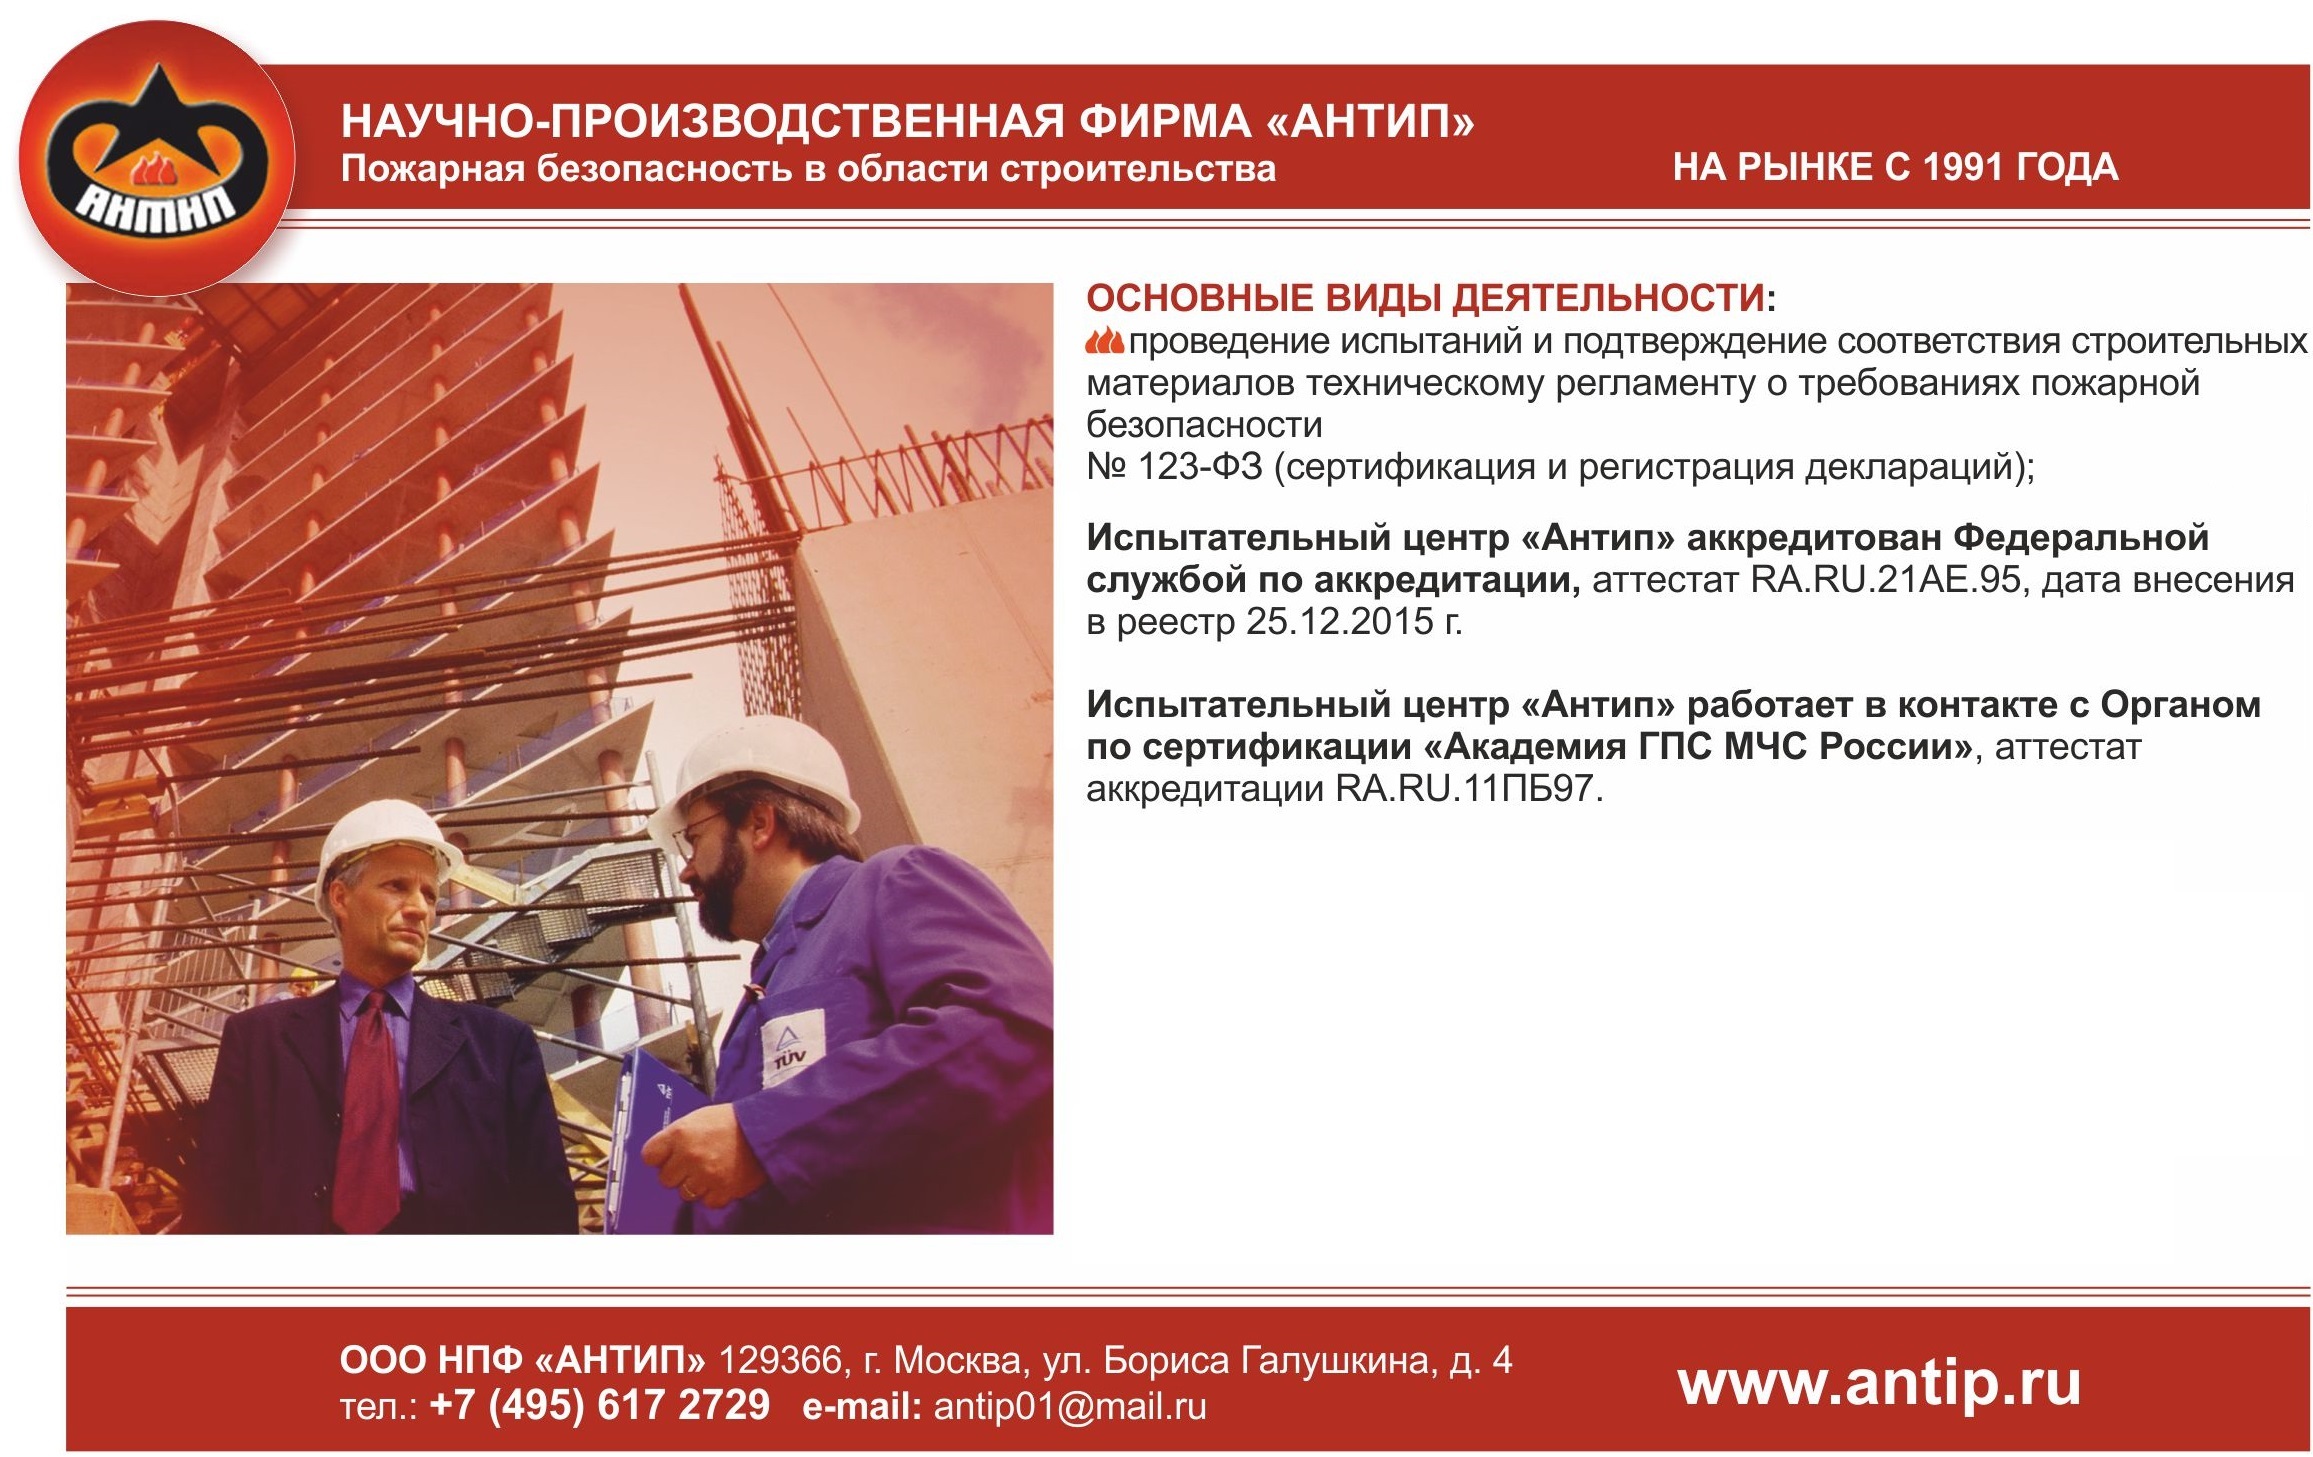 АНТИП
НАУЧНО-ПРОИЗВОДСТВЕННАЯ ФИРМА «АНТИП»
Пожарная безопасность в области строительства
НА РЫНКЕ С 1991 ГОДА
ОСНОВНЫЕ ВИДЫ ДЕЯТЕЛЬНОСТИ:
проведение испытаний и подтверждение соответствия строительных
материалов техническому регламенту о требованиях пожарной
безопасности
№ 123-ФЗ (сертификация и регистрация деклараций);
Испытательный центр «Антип» аккредитован Федеральной
службой по аккредитации, аттестат RA.RU.21АЕ.95, дата внесения
в реестр 25.12.2015 г.
Испытательный центр «Антип» работает в контакте с Органом
по сертификации «Академия ГПС МЧС России», аттестат
аккредитации RA.RU.11ПБ97.
TÜV
ООО НПФ «АНТИП» 129366, г. Москва, ул. Бориса Галушкина, д. 4
тел.: +7 (495) 617 2729 e-mail: antip01@mail.ru
www.antip.ru